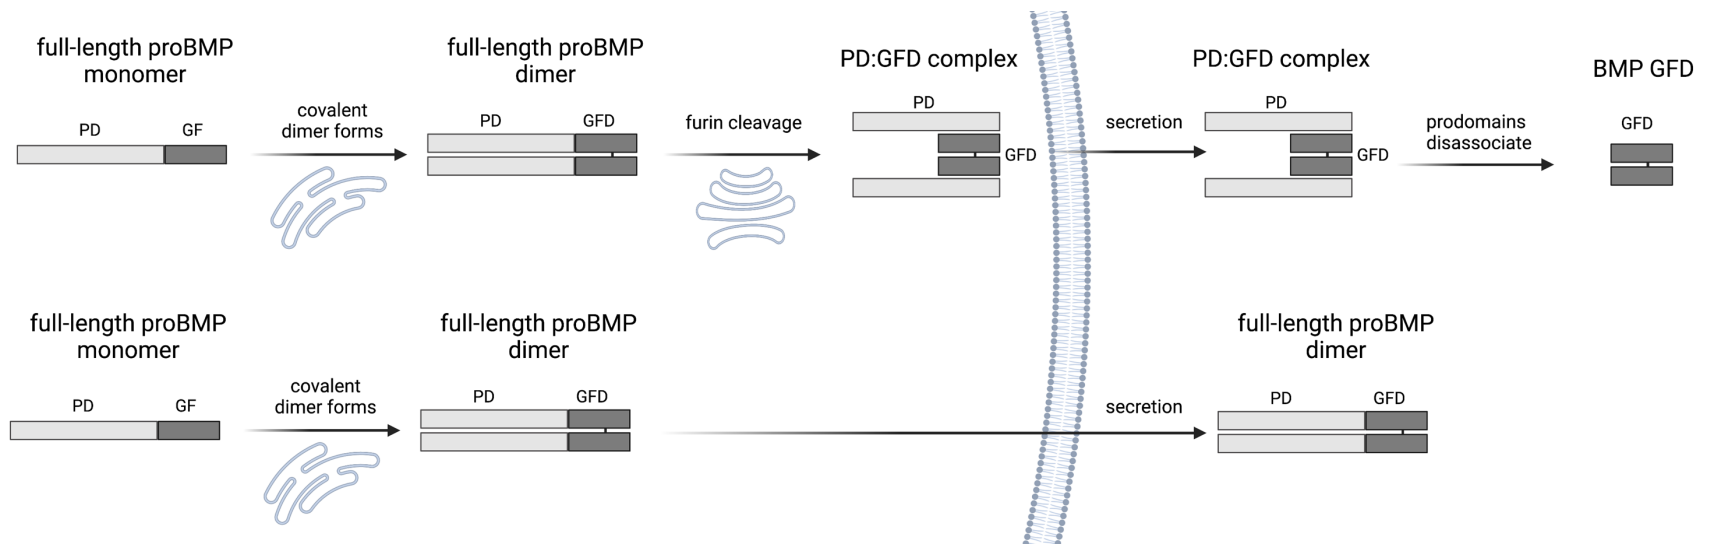 full-length proBMP
monomer
PD
GF
covalent
dimer forms
full-length proBMP
dimer
PD
GFD
furin cleavage
PD:GFD complex
PD
GFD
secretion
PD:GFD complex
PD
GFD
prodomains
disassociate
BMP GFD
GFD
full-length proBMP
monomer
PD
GF
covalent
dimer forms
full-length proBMP
dimer
PD
GFD
secretion
full-length proBMP
dimer
PD
GFD